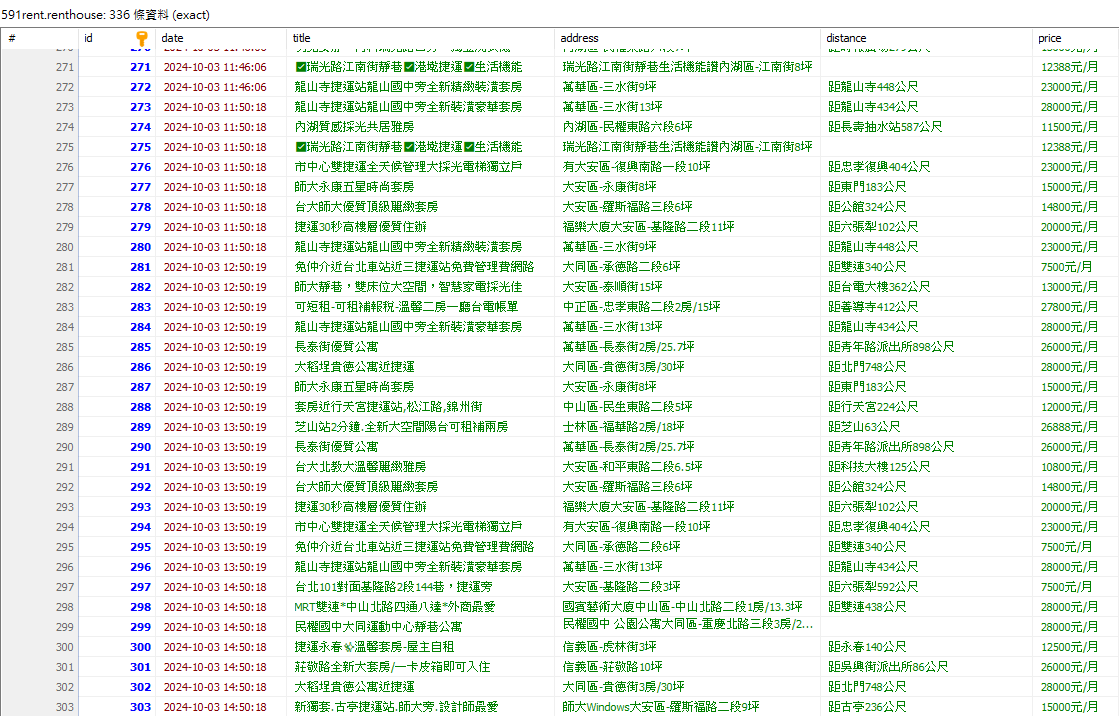 591rent.renthouse: 336 條資料 (exact)
# id date title address distance price
271 271 2024-10-03 11:46:06 ✅瑞光路江南街靜巷✅港墘捷運✅生活機能 瑞光路江南街靜巷生活機能讚內湖區-江南街8坪 12388元/月
272 272 2024-10-03 11:46:06 龍山寺捷運站龍山國中旁全新精緻裝潢套房 萬華區-三水街9坪 距龍山寺448公尺 23000元/月
273 273 2024-10-03 11:50:18 龍山寺捷運站龍山國中旁全新裝潢豪華套房 萬華區-三水街13坪 距龍山寺434公尺 28000元/月
274 274 2024-10-03 11:50:18 內湖質感採光共居雅房 內湖區-民權東路六段6坪 距長壽抽水站587公尺 11500元/月
275 275 2024-10-03 11:50:18 ✅瑞光路江南街靜巷✅港墘捷運✅生活機能 瑞光路江南街靜巷生活機能讚內湖區-江南街8坪 12388元/月
276 276 2024-10-03 11:50:18 市中心雙捷運全天候管理大採光電梯獨立戶 有大安區-復興南路一段10坪 距忠孝復興404公尺 23000元/月
277 277 2024-10-03 11:50:18 師大永康五星時尚套房 大安區-永康街8坪 距東門183公尺 15000元/月
278 278 2024-10-03 11:50:18 台大師大優質頂級麗緻套房 大安區-羅斯福路三段6坪 距公館324公尺 14800元/月
279 279 2024-10-03 11:50:18 捷運30秒高樓層優質住辦 福樂大廈大安區-基隆路二段11坪 距六張犁102公尺 20000元/月
280 280 2024-10-03 11:50:18 龍山寺捷運站龍山國中旁全新精緻裝潢套房 萬華區-三水街9坪 距龍山寺448公尺 23000元/月
281 281 2024-10-03 12:50:19 免仲介近台北車站近三捷運站免費管理費網路 大同區-承德路二段6坪 距雙連340公尺 7500元/月
282 282 2024-10-03 12:50:19 師大靜巷，雙床位大空間，智慧家電採光佳 大安區-泰順街15坪 距台電大樓362公尺 13000元/月
283 283 2024-10-03 12:50:19 可短租-可租補報稅-溫馨二房一廳台電帳單 中正區-忠孝東路二段2房/15坪 距善導寺412公尺 27800元/月
284 284 2024-10-03 12:50:19 龍山寺捷運站龍山國中旁全新裝潢豪華套房 萬華區-三水街13坪 距龍山寺434公尺 28000元/月
285 285 2024-10-03 12:50:19 長泰街優質公寓 萬華區-長泰街2房/25.7坪 距青年路派出所898公尺 26000元/月
286 286 2024-10-03 12:50:19 大稻埕貴德公寓近捷運 大同區-貴德街3房/30坪 距北門748公尺 28000元/月
287 287 2024-10-03 12:50:19 師大永康五星時尚套房 大安區-永康街8坪 距東門183公尺 15000元/月
288 288 2024-10-03 12:50:19 套房近行天宮捷運站,松江路,錦州街 中山區-民生東路二段5坪 距行天宮224公尺 12000元/月
289 289 2024-10-03 13:50:19 芝山站2分鐘.全新大空間陽台可租補兩房 士林區-福華路2房/18坪 距芝山63公尺 26888元/月
290 290 2024-10-03 13:50:19 長泰街優質公寓 萬華區-長泰街2房/25.7坪 距青年路派出所898公尺 26000元/月
291 291 2024-10-03 13:50:19 台大北教大溫馨麗緻雅房 大安區-和平東路二段6.5坪 距科技大樓125公尺 10800元/月
292 292 2024-10-03 13:50:19 台大師大優質頂級麗緻套房 大安區-羅斯福路三段6坪 距公館324公尺 14800元/月
293 293 2024-10-03 13:50:19 捷運30秒高樓層優質住辦 福樂大廈大安區-基隆路二段11坪 距六張犁102公尺 20000元/月
294 294 2024-10-03 13:50:19 市中心雙捷運全天候管理大採光電梯獨立戶 有大安區-復興南路一段10坪 距忠孝復興404公尺 23000元/月
295 295 2024-10-03 13:50:19 免仲介近台北車站近三捷運站免費管理費網路 大同區-承德路二段6坪 距雙連340公尺 7500元/月
296 296 2024-10-03 13:50:19 龍山寺捷運站龍山國中旁全新裝潢豪華套房 萬華區-三水街13坪 距龍山寺434公尺 28000元/月
297 297 2024-10-03 14:50:18 台北101對面基隆路2段144巷，捷運旁 大安區-基隆路二段3坪 距六張犁592公尺 7500元/月
298 298 2024-10-03 14:50:18 MRT雙連*中山北路四通八達*外商最愛 國賓藝術大廈中山區-中山北路二段1房/13.3坪 距雙連438公尺 28000元/月
299 299 2024-10-03 14:50:18 民權國中大同運動中心靜巷公寓 民權國中 公園公寓大同區-重慶北路三段3房/2... 28000元/月
300 300 2024-10-03 14:50:18 捷運永春溫馨套房-屋主自租 信義區-虎林街3坪 距永春140公尺 12500元/月
301 301 2024-10-03 14:50:18 莊敬路全新大套房/一卡皮箱即可入住 信義區-莊敬路10坪 距吳興街派出所86公尺 26000元/月
302 302 2024-10-03 14:50:18 大稻埕貴德公寓近捷運 大同區-貴德街3房/30坪 距北門748公尺 28000元/月
303 303 2024-10-03 14:50:18 新獨套.古亭捷運站.師大旁.設計師最愛 師大Windows大安區-羅斯福路二段9坪 距古亭236公尺 15000元/月